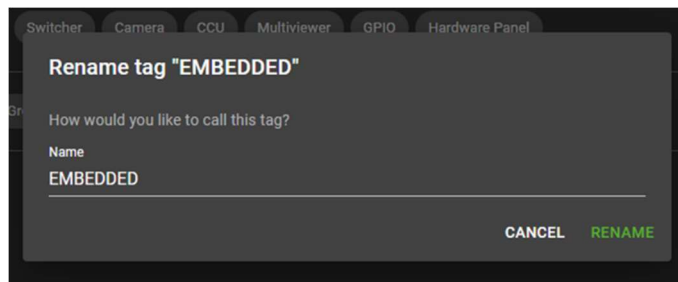 Switcher Camera CCU Multiviewer GPIO Hardware Panel
Rename tag "EMBEDDED"
Gr
How would you like to call this tag?
Name
EMBEDDED
CANCEL RENAME